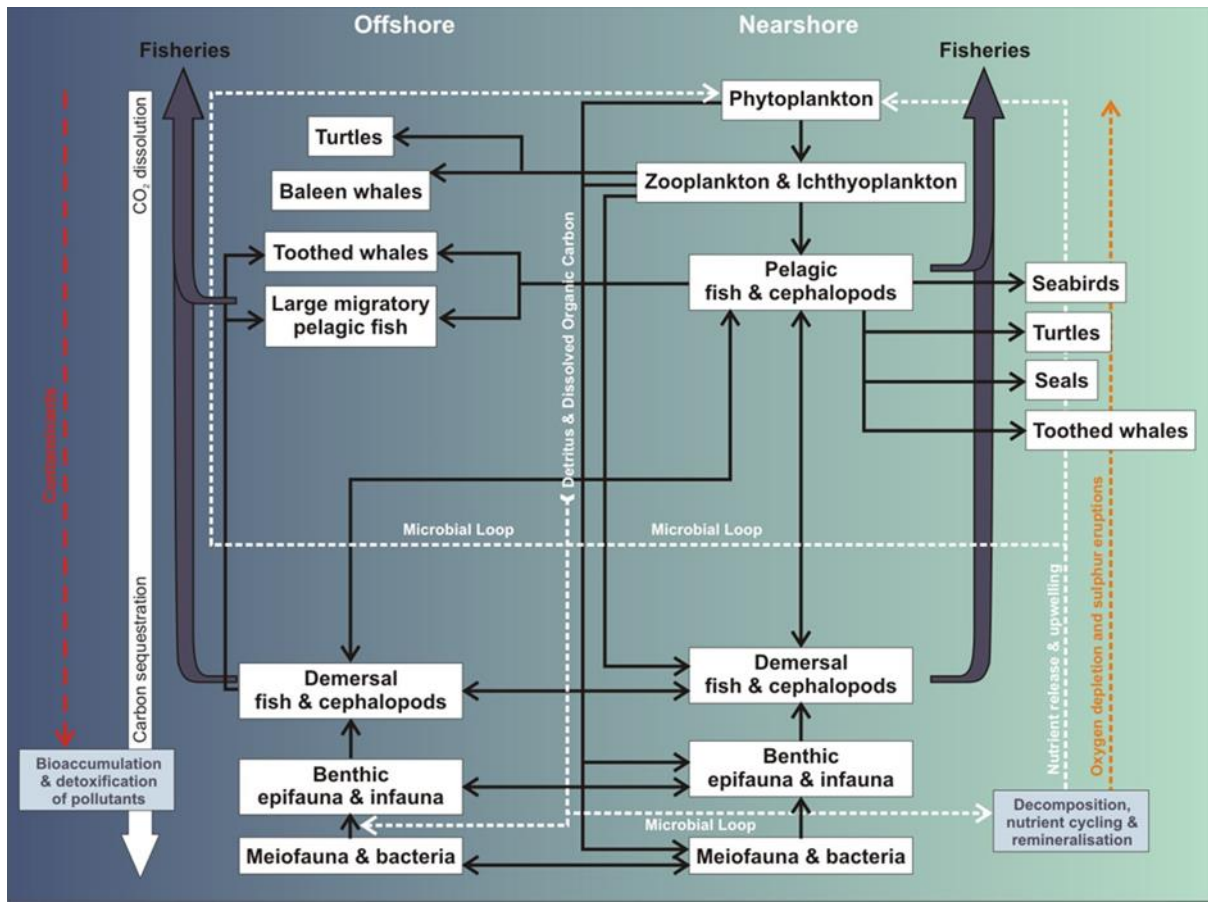 Offshore
Nearshore
Fisheries
Fisheries
Phytoplankton
Turtles
Zooplankton & Ichthyoplankton
Baleen whales
Toothed whales
Pelagic
fish & cephalopods
Seabirds
Large migratory
pelagic fish
Turtles
Seals
Toothed whales
CO₂ dissolution
Contaminants
Carbon sequestration
Detritus & Dissolved Organic Carbon
Microbial Loop
Microbial Loop
Nutrient release & upwelling
Oxygen depletion and sulphur eruptions
Demersal
fish & cephalopods
Demersal
fish & cephalopods
Bioaccumulation
& detoxification
of pollutants
Benthic
epifauna & infauna
Benthic
epifauna & infauna
Decomposition,
nutrient cycling &
remineralisation
Microbial Loop
Meiofauna & bacteria
Meiofauna & bacteria